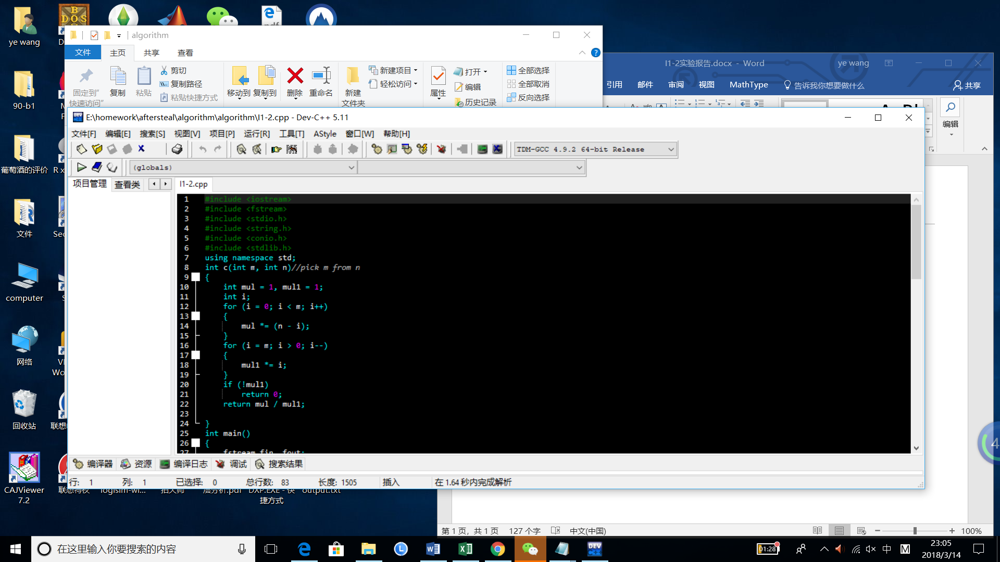 ye wang
90-b1
葡萄酒的评价
文件
computer
网络
回收站
CAJViewer
7.2
algorithm
文件
主页
共享
查看
固定到"
快速访问"
复制
粘贴
剪切
复制路径
粘贴快捷方式
移动到
复制到
删除
重命名
新建
文件夹
新建项目
轻松访问
属性
打开
编辑
历史记录
全部选择
全部取消
反向选择
I1-2实验报告.docx - Word
ye wang
引用
邮件
审阅
视图
MathType
告诉我你想要做什么
共享
编辑
E:\homework\aftersteal\algorithm\algorithm\I1-2.cpp - Dev-C++ 5.11
文件[F] 编辑[E] 搜索[S] 视图[V] 项目[P] 运行[R] 工具[T] AStyle 窗口[W] 帮助[H]
TDM-GCC 4.9.2 64-bit Release
(globals)
项目管理 查看类
I1-2.cpp
1 #include <iostream>
2 #include <fstream>
3 #include <stdio.h>
4 #include <string.h>
5 #include <conio.h>
6 #include <stdlib.h>
7 using namespace std;
8 int c(int m, int n)//pick m from n
9 {
10 int mul = 1, mul1 = 1;
11 int i;
12 for (i = 0; i < m; i++)
13 {
14 mul *= (n - i);
15 }
16 for (i = m; i > 0; i--)
17 {
18 mul1 *= i;
19 }
20 if (!mul1)
21 return 0;
22 return mul / mul1;
23
24 }
25 int main()
26 {
27 fstream fin, fout;
编译器 资源 编译日志 调试 搜索结果
行: 1 列: 1 已选择: 0 总行数: 83 长度: 1505 插入 在 1.64 秒内完成解析
联想特权
拍大师
层分析.pdf
DXP.EXE - 快
捷方式
output.txt
第 1 页，共 1 页 127 个字 中文(中国)
100%
在这里输入你要搜索的内容
01:28
中
M
23:05
2018/3/14